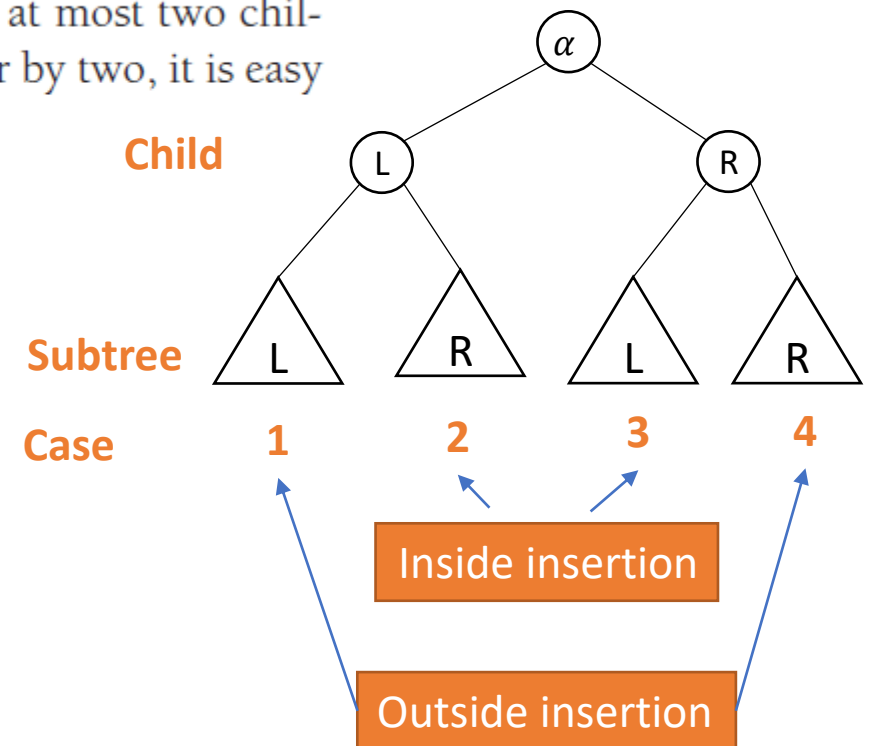 at most two chil-
r by two, it is easy
α
Child L R
Subtree L R L R
Case 1 2 3 4
Inside insertion
Outside insertion